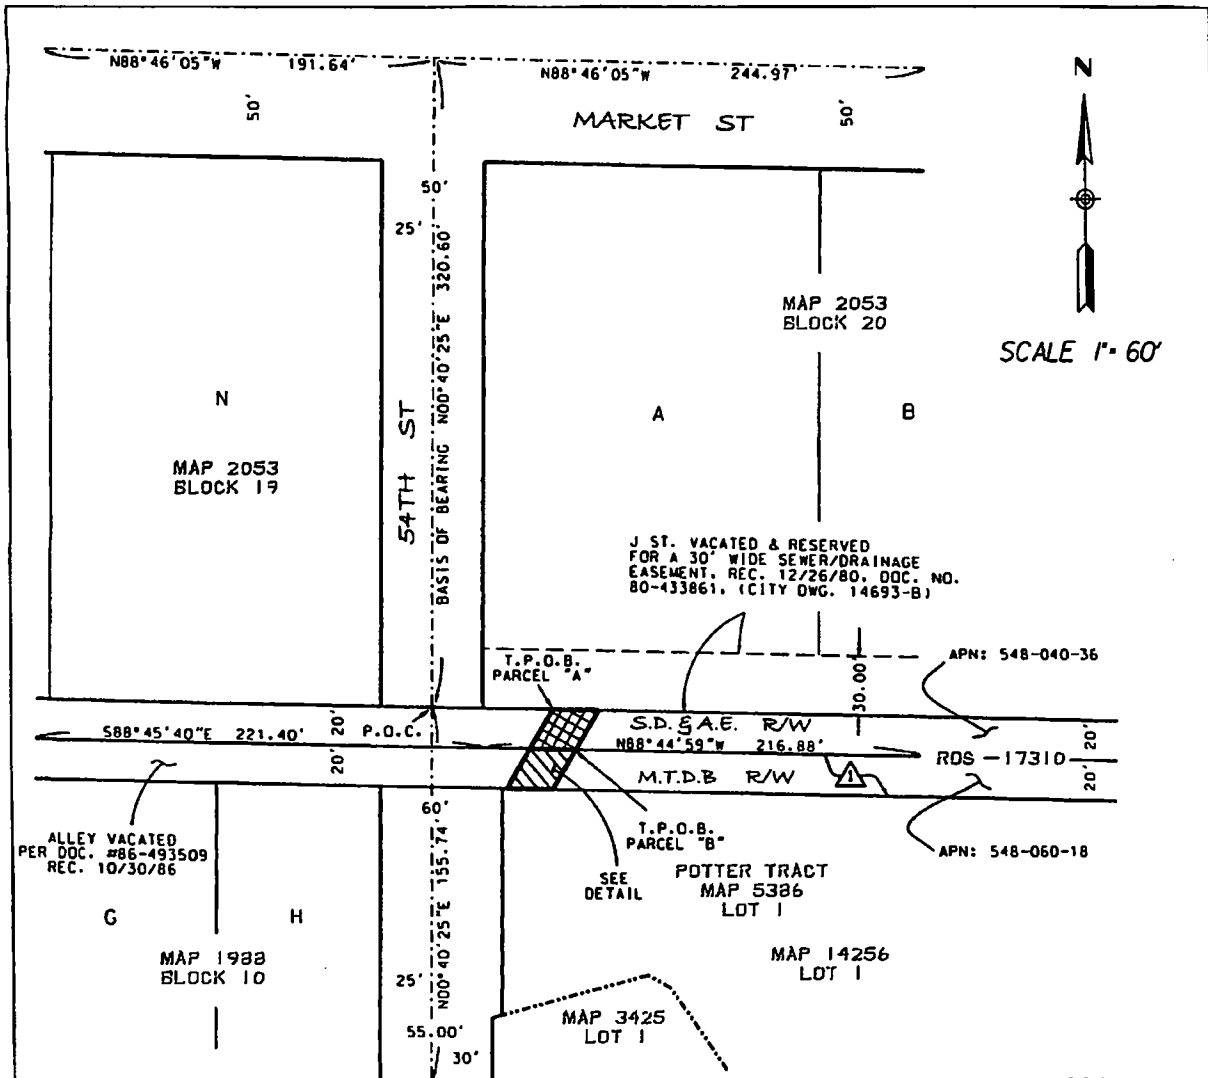 N88°46'05"W 191.64'
N88°46'05"W 244.97'
N
50'
MARKET ST
50'
50'
25'
BASIS OF BEARING N00°40'25"E 320.60'
54TH ST
MAP 2053
BLOCK 20
SCALE 1"=60'
N
A
B
MAP 2053
BLOCK 19
J ST. VACATED & RESERVED
FOR A 30' WIDE SEWER/DRAINAGE
EASEMENT, REC. 12/26/80, DOC. NO.
80-433861, (CITY DWG. 14693-B)
T.P.O.B.
PARCEL "A"
APN: 548-040-36
30.00'
20'
P.O.C.
S.D.&A.E. R/W
20'
S88°45'40"E 221.40'
N88°44'59"W 216.88'
ROS -17310
20'
M.T.D.B R/W
1
20'
60'
ALLEY VACATED
PER DOC. #86-493509
REC. 10/30/86
T.P.O.B.
PARCEL "B"
APN: 548-060-18
SEE
DETAIL
POTTER TRACT
MAP 5386
LOT 1
N00°40'25"E 155.74'
G
H
MAP 1988
BLOCK 10
MAP 14256
LOT 1
25'
MAP 3425
LOT 1
55.00'
30'